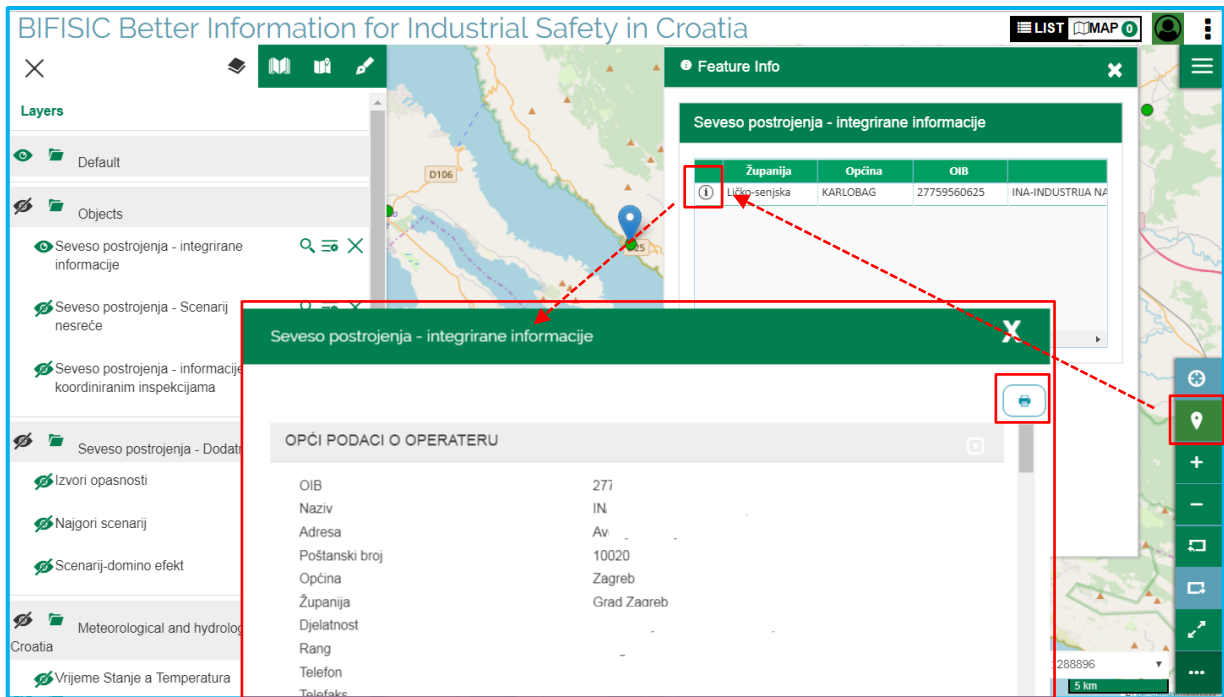 BIFISIC Better Information for Industrial Safety in Croatia
LIST MAP 0
Layers
Default
Objects
Seveso postrojenja - integrirane
informacije
Seveso postrojenja - Scenarij
nesreće
Seveso postrojenja - informacije
koordiniranim inspekcijama
Seveso postrojenja -
Izvori opasnosti
Najgori scenarij
Scenarij-domino efekt
Meteorological and
Croatia
Vrijeme Stanje a Temperatura
D106
Feature Info
Seveso postrojenja - integrirane informacije
Županija Općina OIB
Ličko-senjska KARLOBAG 27759560625 INA-INDUSTRIJA
Seveso postrojenja - integrirane informacije
X
OPĆI PODACI O OPERATERU
OIB 277
Naziv
Adresa
Poštanski broj 10020
Općina Zagreb
Županija Grad Zagreb
Djelatnost
Rang
Telefon
Telefaks
288896
5 km